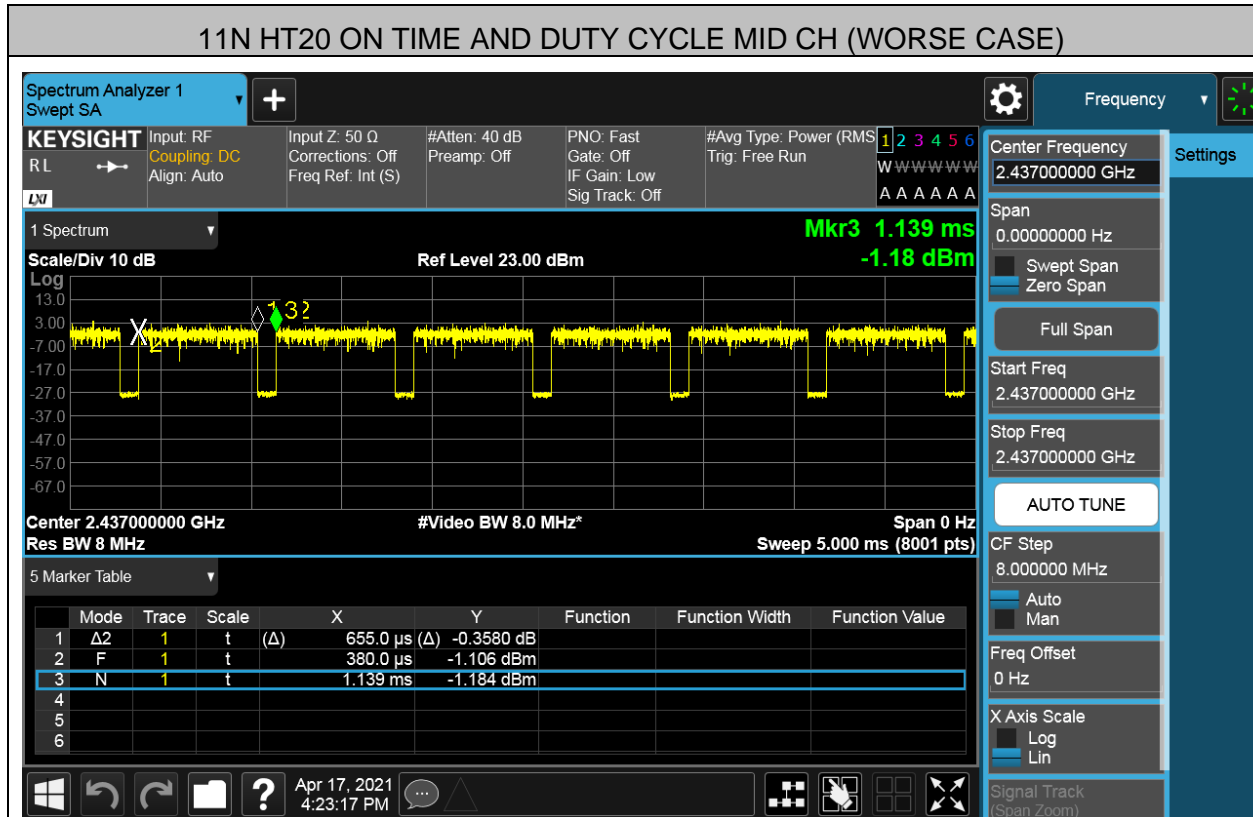 11N HT20 ON TIME AND DUTY CYCLE MID CH (WORSE CASE)
Spectrum Analyzer 1
Swept SA
+
Frequency
KEYSIGHT
RL
LXI
Input: RF
Coupling: DC
Align: Auto
Input Z: 50 Ω
Corrections: Off
Freq Ref: Int (S)
#Atten: 40 dB
Preamp: Off
PNO: Fast
Gate: Off
IF Gain: Low
Sig Track: Off
#Avg Type: Power (RMS
Trig: Free Run
1 2 3 4 5 6
W W W W W W
A A A A A A
1 Spectrum
Mkr3 1.139 ms
Scale/Div 10 dB
Ref Level 23.00 dBm
-1.18 dBm
Log
13.0
3.00
-7.00
-17.0
-27.0
-37.0
-47.0
-57.0
-67.0
X
Center 2.437000000 GHz
#Video BW 8.0 MHz*
Span 0 Hz
Res BW 8 MHz
Sweep 5.000 ms (8001 pts)
5 Marker Table
Mode Trace Scale X Y Function Function Width Function Value
1 Δ2 1 t (Δ) 655.0 µs (Δ) -0.3580 dB
2 F 1 t 380.0 µs -1.106 dBm
3 N 1 t 1.139 ms -1.184 dBm
4
5
6
?
Apr 17, 2021
4:23:17 PM
Center Frequency
2.437000000 GHz
Span
0.00000000 Hz
Swept Span
Zero Span
Full Span
Start Freq
2.437000000 GHz
Stop Freq
2.437000000 GHz
AUTO TUNE
CF Step
8.000000 MHz
Auto
Man
Freq Offset
0 Hz
X Axis Scale
Log
Lin
Signal Track
(Span Zoom)
Settings